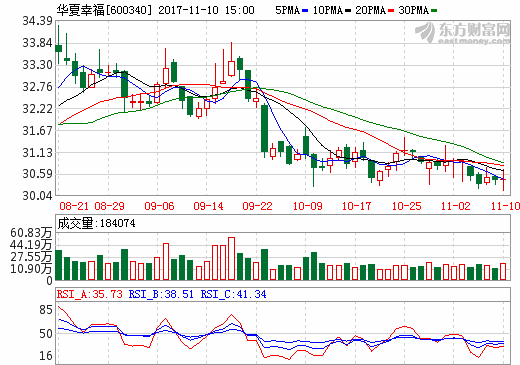 华夏幸福[600340] 2017-11-10 15:00 5PMA 10PMA 20PMA 30PMA
东方财富网
eastmoney.com
34.39
33.84
33.30
32.76
32.22
31.67
31.13
30.59
30.04
08-21 08-29 09-06 09-14 09-22 10-09 10-17 10-25 11-02 11-10
成交量:184074
60.83万
44.19万
27.55万
10.90万
0
RSI_A:35.73 RSI_B:38.51 RSI_C:41.34
85
50
16